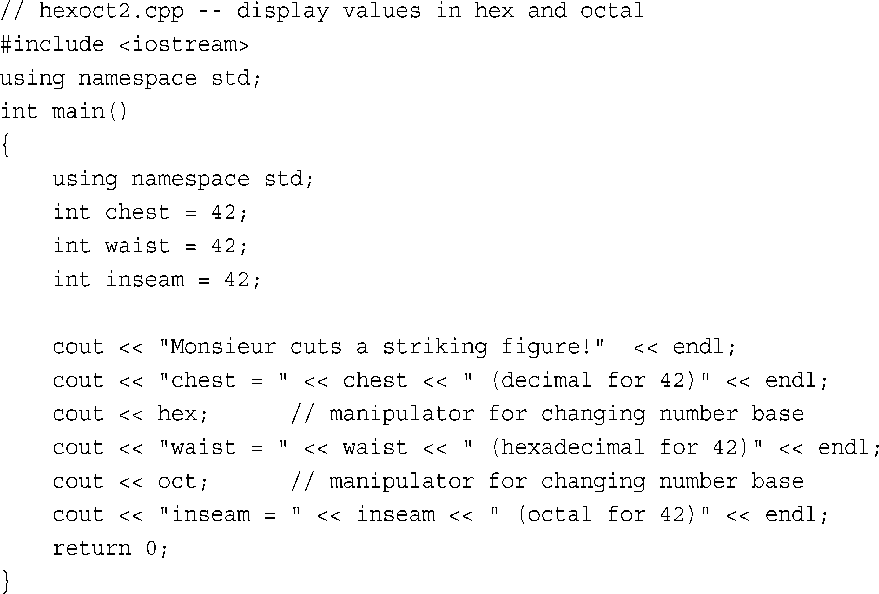 // hexoct2.cpp -- display values in hex and octal
#include <iostream>
using namespace std;
int main()
{
    using namespace std;
    int chest = 42;
    int waist = 42;
    int inseam = 42;

    cout << "Monsieur cuts a striking figure!"  << endl;
    cout << "chest = " << chest << " (decimal for 42)" << endl;
    cout << hex;      // manipulator for changing number base
    cout << "waist = " << waist << " (hexadecimal for 42)" << endl;
    cout << oct;      // manipulator for changing number base
    cout << "inseam = " << inseam << " (octal for 42)" << endl;
    return 0;
}